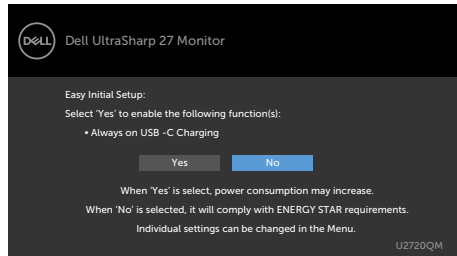 DELL
Dell UltraSharp 27 Monitor
Easy Initial Setup:
Select 'Yes' to enable the following function(s):
• Always on USB -C Charging
Yes No
When 'Yes' is select, power consumption may increase.
When 'No' is selected, it will comply with ENERGY STAR requirements.
Individual settings can be changed in the Menu.
U2720QM